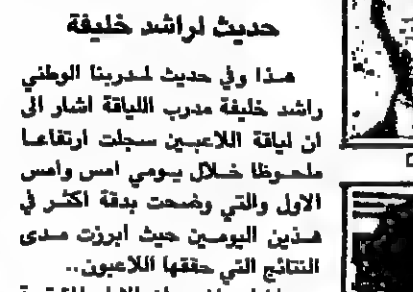 حديث لراشد خليفة
هذا وفي حديث لمدربنا الوطني
راشد خليفة مدرب اللياقة اشار الى
ان لياقة اللاعبين سجلت ارتفاعا
ملحوظا خلال يومي امس وامس
الاول والتي وضحت بدقة اكثر في
هذين اليومين حيث ابرزت مدى
النتائج التي حققها اللاعبون..